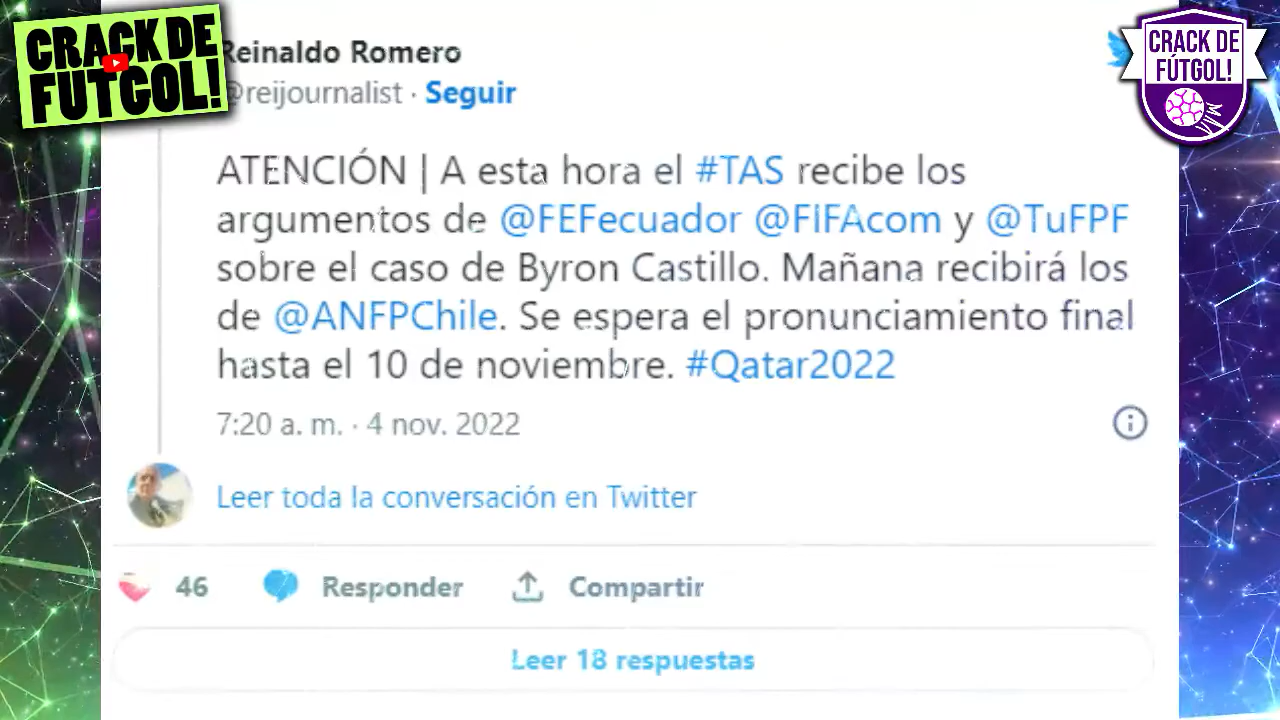 CRACK DE
FUTGOL!
CRACK DE
FÚTGOL!
Reinaldo Romero
@reijournalist · Seguir
ATENCIÓN | A esta hora el #TAS recibe los
argumentos de @FEFecuador @FIFAcom y @TuFPF
sobre el caso de Byron Castillo. Mañana recibirá los
de @ANFPChile. Se espera el pronunciamiento final
hasta el 10 de noviembre. #Qatar2022
7:20 a. m. · 4 nov. 2022
Leer toda la conversación en Twitter
46 Responder Compartir
Leer 18 respuestas